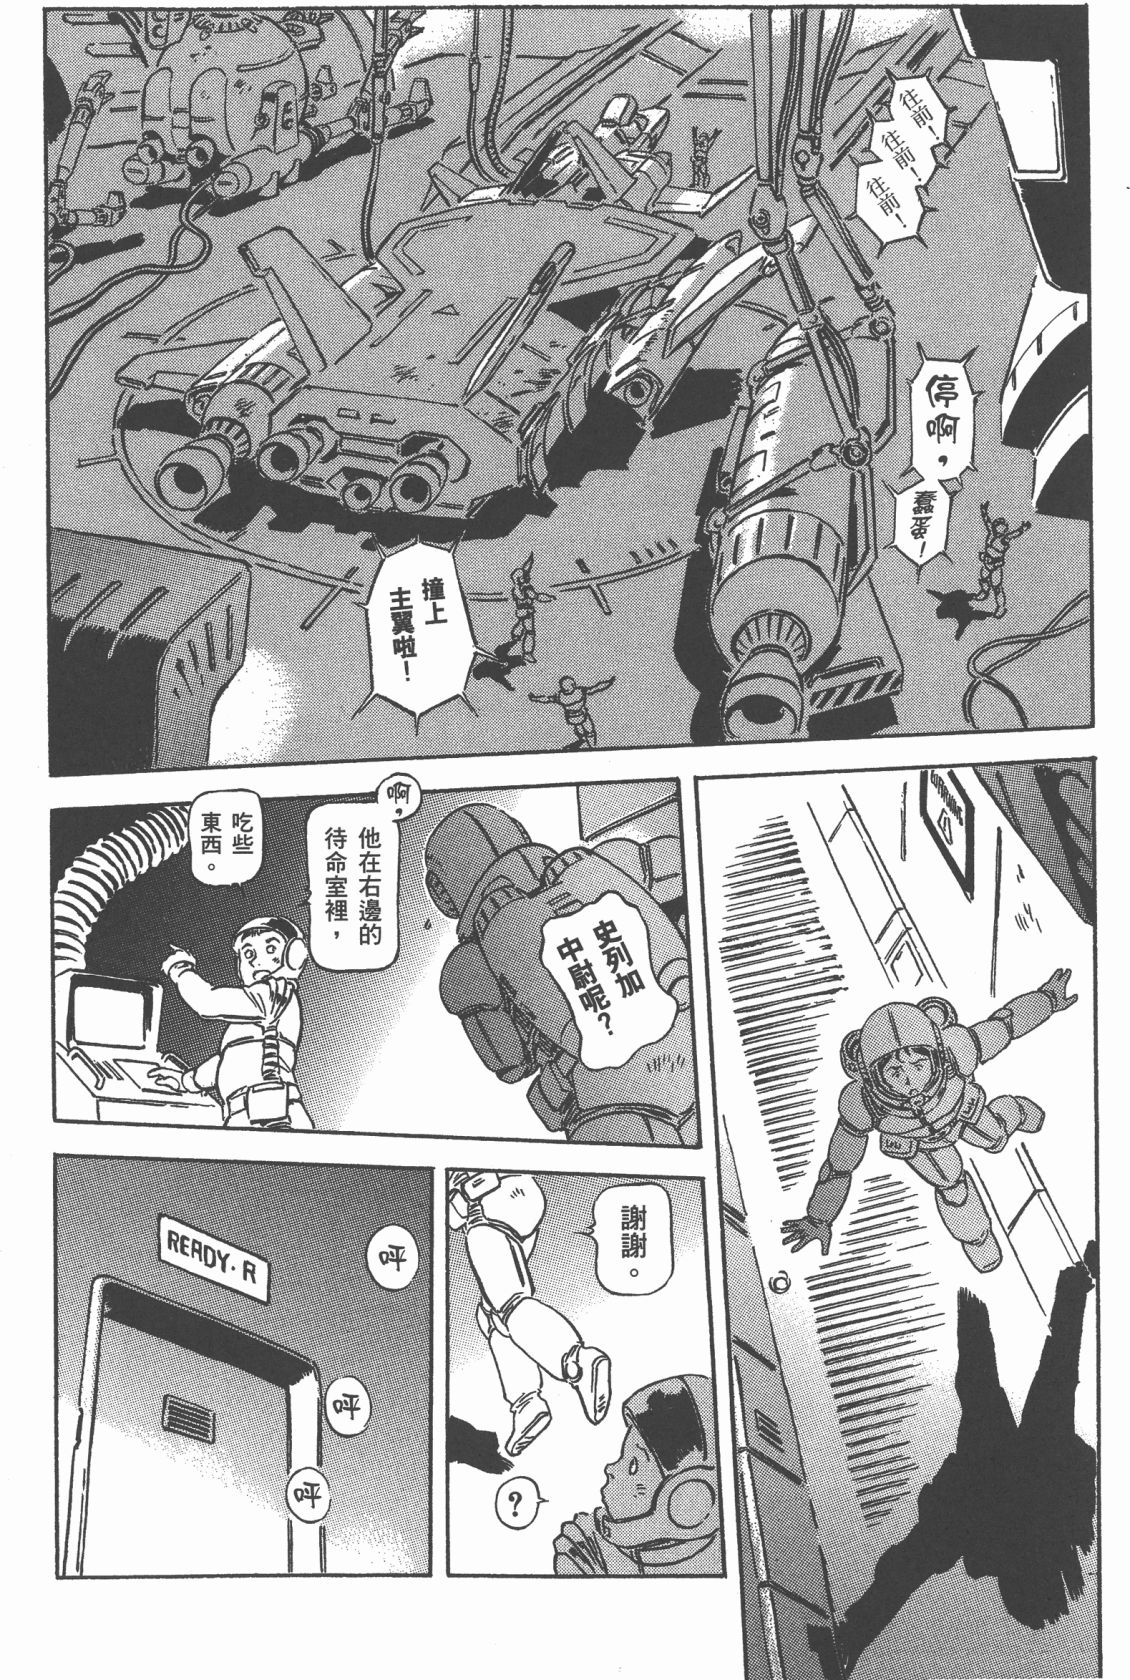 往前！
往前！
往前！
停啊，
蠢蛋！
撞上
主翼啦！
WARNING
史列加
中尉呢？
啊，
他在右邊的
待命室裡，
吃些
東西。
謝謝。
？
READY.R
呼
呼
呼